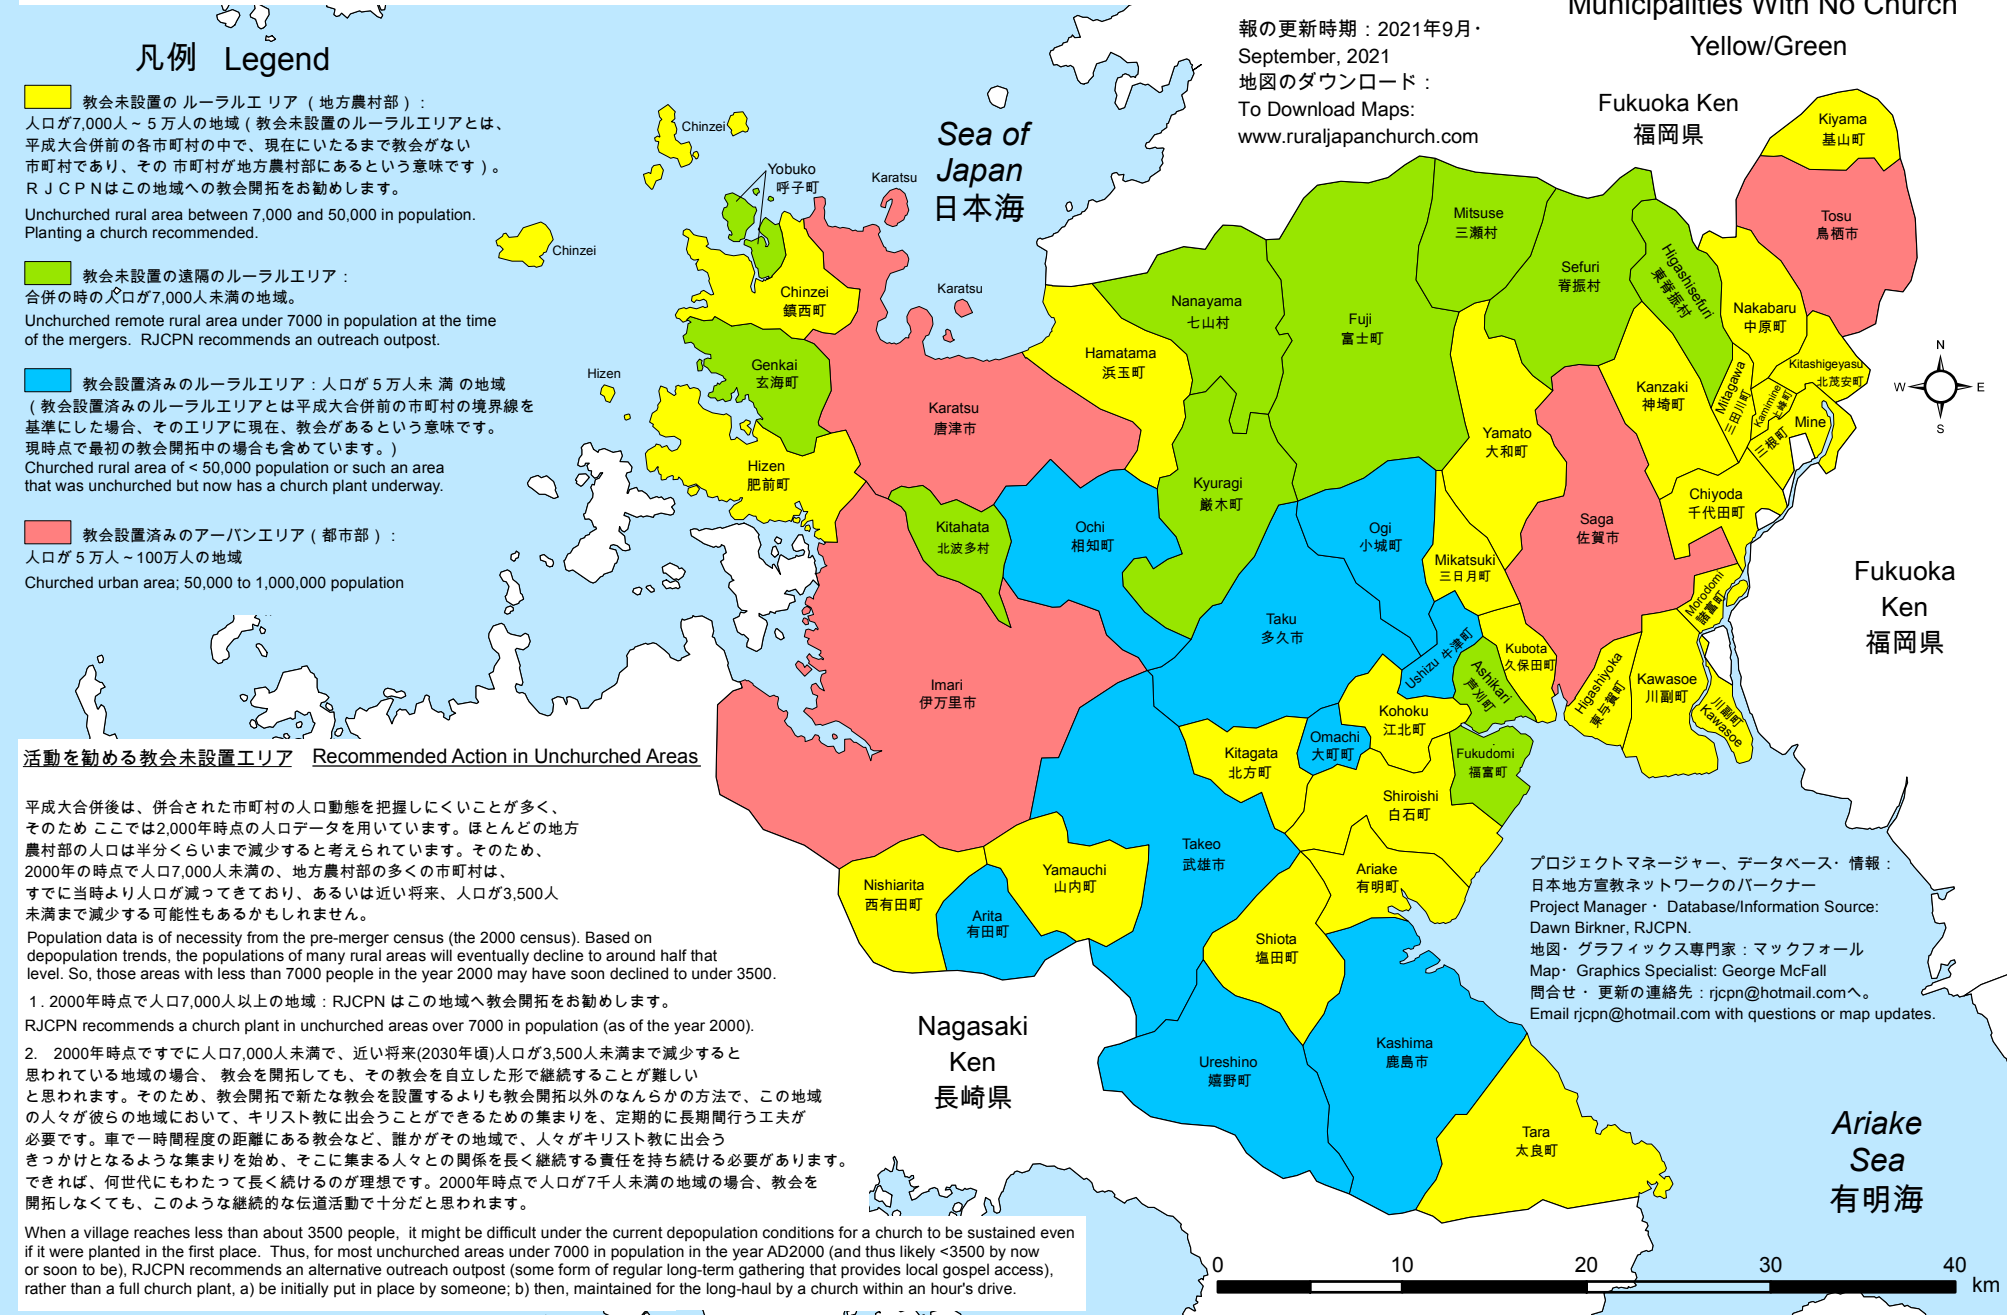 Municipalities With No Church
Yellow/Green
報の更新時期：2021年9月・
September, 2021
地図のダウンロード：
To Download Maps:
www.ruraljapanchurch.com
凡例 Legend
教会未設置の ルーラルエリア（地方農村部）：
人口が7,000人～５万人の地域（教会未設置のルーラルエリアとは、
平成大合併前の各市町村の中で、現在にいたるまで教会がない
市町村であり、その 市町村が地方農村部にあるという意味です）。
ＲＪＣＰＮはこの地域への教会開拓をお勧めします。
Unchurched rural area between 7,000 and 50,000 in population.
Planting a church recommended.
教会未設置の遠隔のルーラルエリア：
合併の時の人口が7,000人未満の地域。
Unchurched remote rural area under 7000 in population at the time
of the mergers. RJCPN recommends an outreach outpost.
教会設置済みのルーラルエリア：人口が５万人未 満 の地域
（教会設置済みのルーラルエリアとは平成大合併前の市町村の境界線を
基準にした場合、そのエリアに現在、教会があるという意味です。
現時点で最初の教会開拓中の場合も含めています。)
Churched rural area of < 50,000 population or such an area
that was unchurched but now has a church plant underway.
教会設置済みのアーバンエリア（都市部）：
人口が５万人～100万人の地域
Churched urban area; 50,000 to 1,000,000 population
Sea of
Japan
日本海
Fukuoka Ken
福岡県
Kiyama
基山町
Tosu
鳥栖市
Chinzei
Yobuko
呼子町
Karatsu
Chinzei
Chinzei
鎮西町
Karatsu
Genkai
玄海町
Hizen
Hizen
肥前町
Karatsu
唐津市
Hamatama
浜玉町
Nanayama
七山村
Fuji
富士町
Mitsuse
三瀬村
Sefuri
脊振村
Higashisefuri
東脊振村
Nakabaru
中原町
Kitashigeyasu
北茂安町
Mitagawa
三田川町
Kamimine
上峰町
Mine
三根町
Kanzaki
神埼町
Chiyoda
千代田町
Yamato
大和町
Saga
佐賀市
Kyuragi
厳木町
Kitahata
北波多村
Ochi
相知町
Ogi
小城町
Mikatsuki
三日月町
Taku
多久市
Ushizu 牛津町
Ashikari
芦刈町
Kubota
久保田町
Morodomi
諸富町
Higashiyoka
東与賀町
Kawasoe
川副町
川副町
Kawasoe
Fukuoka
Ken
福岡県
N
W
E
S
Imari
伊万里市
Kohoku
江北町
Omachi
大町町
Kitagata
北方町
Fukudomi
福富町
Shiroishi
白石町
Ariake
有明町
Takeo
武雄市
Yamauchi
山内町
Nishiarita
西有田町
Arita
有田町
Shiota
塩田町
Ureshino
嬉野町
Kashima
鹿島市
Tara
太良町
Nagasaki
Ken
長崎県
Ariake
Sea
有明海
活動を勧める教会未設置エリア Recommended Action in Unchurched Areas
平成大合併後は、併合された市町村の人口動態を把握しにくいことが多く、
そのため ここでは2,000年時点の人口データを用いています。ほとんどの地方
農村部の人口は半分くらいまで減少すると考えられています。そのため、
2000年の時点で人口7,000人未満の、地方農村部の多くの市町村は、
すでに当時より人口が減ってきており、あるいは近い将来、人口が3,500人
未満まで減少する可能性もあるかもしれません。
Population data is of necessity from the pre-merger census (the 2000 census). Based on
depopulation trends, the populations of many rural areas will eventually decline to around half that
level. So, those areas with less than 7000 people in the year 2000 may have soon declined to under 3500.
1. 2000年時点で人口7,000人以上の地域：RJCPN はこの地域へ教会開拓をお勧めします。
RJCPN recommends a church plant in unchurched areas over 7000 in population (as of the year 2000).
2. 2000年時点ですでに人口7,000人未満で、近い将来(2030年頃)人口が3,500人未満まで減少すると
思われている地域の場合、 教会を開拓しても、その教会を自立した形で継続することが難しい
と思われます。そのため、教会開拓で新たな教会を設置するよりも教会開拓以外のなんらかの方法で、この地域
の人々が彼らの地域において、キリスト教に出会うことができるための集まりを、定期的に長期間行う工夫が
必要です。車で一時間程度の距離にある教会など、誰かがその地域で、人々がキリスト教に出会う
きっかけとなるような集まりを始め、そこに集まる人々との関係を長く継続する責任を持ち続ける必要があります。
できれば、何世代にもわたって長く続けるのが理想です。2000年時点で人口が7千人未満の地域の場合、教会を
開拓しなくても、このような継続的な伝道活動で十分だと思われます。
When a village reaches less than about 3500 people, it might be difficult under the current depopulation conditions for a church to be sustained even
if it were planted in the first place. Thus, for most unchurched areas under 7000 in population in the year AD2000 (and thus likely <3500 by now
or soon to be), RJCPN recommends an alternative outreach outpost (some form of regular long-term gathering that provides local gospel access),
rather than a full church plant, a) be initially put in place by someone; b) then, maintained for the long-haul by a church within an hour's drive.
プロジェクトマネージャー、データベース・ 情報：
日本地方宣教ネットワークのバークナー
Project Manager・ Database/Information Source:
Dawn Birkner, RJCPN.
地図・ グラフィックス専門家：マックフォール
Map・ Graphics Specialist: George McFall
問合せ・ 更新の連絡先：rjcpn@hotmail.comへ。
Email rjcpn@hotmail.com with questions or map updates.
0 10 20 30 40
km